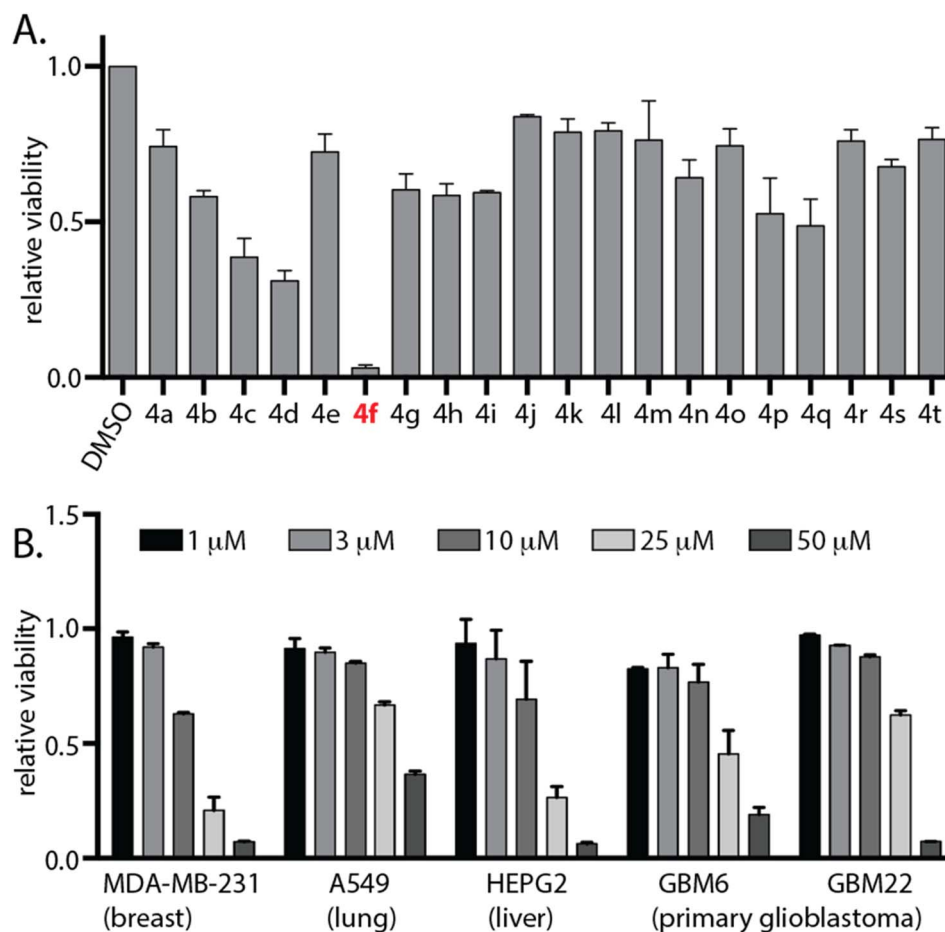 A.
relative viability
1.0
0.5
0.0
DMSO 4a 4b 4c 4d 4e 4f 4g 4h 4i 4j 4k 4l 4m 4n 4o 4p 4q 4r 4s 4t
B.
relative viability
1.5
1.0
0.5
0.0
1 μM 3 μM 10 μM 25 μM 50 μM
MDA-MB-231 A549 HEPG2 GBM6 GBM22
(breast) (lung) (liver) (primary glioblastoma)